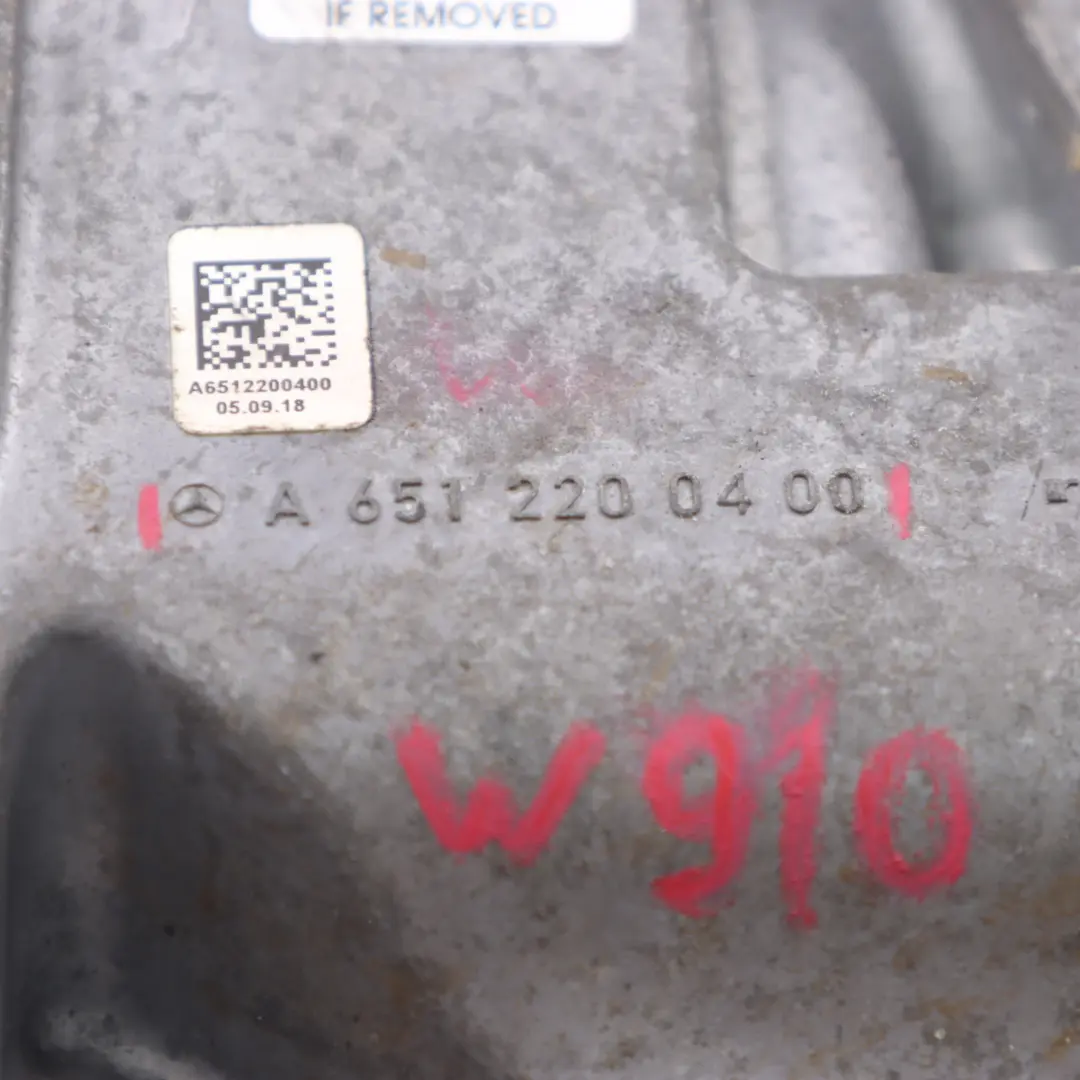 IF REMOVED
A6512200400
05.09.18
A 651 220 04 00
W910